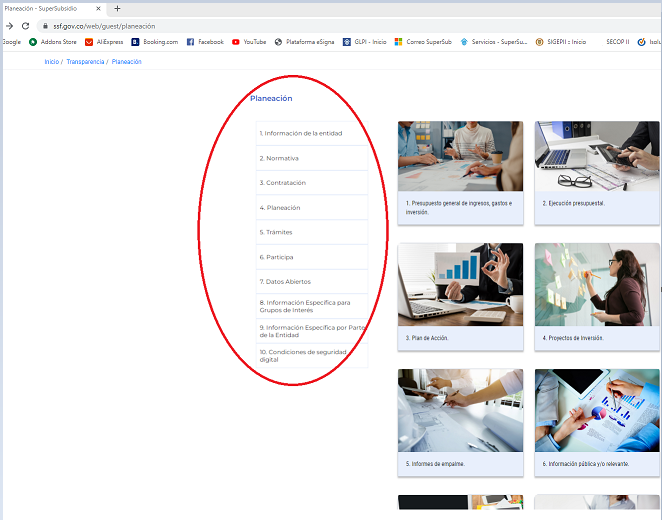 Planeación - SuperSubsidio
ssf.gov.co/web/guest/planeación
Google Addoro Store AliExpress Booking.com Facebook YouTube Plataforma eSigna GLPI - Inicio Correo SuperSub Servicios - SuperSu... SIGEPII :: Inicio SECOP II
Inicio / Transparencia / Planeación
Planeación
1. Información de la entidad
2. Normativa
3. Contratación
4. Planeación
5. Trámites
6. Participa
7. Datos Abiertos
8. Información Específica para
Grupos de Interés
9. Información Específica por Parte
de la Entidad
10. Condiciones de seguridad
digital
1. Presupuesto general de ingresos, gastos e
inversión.
2. Ejecución presupuestal.
3. Plan de Acción.
4. Proyectos de Inversión.
5. Informes de empalme.
6. Información pública y/o relevante.